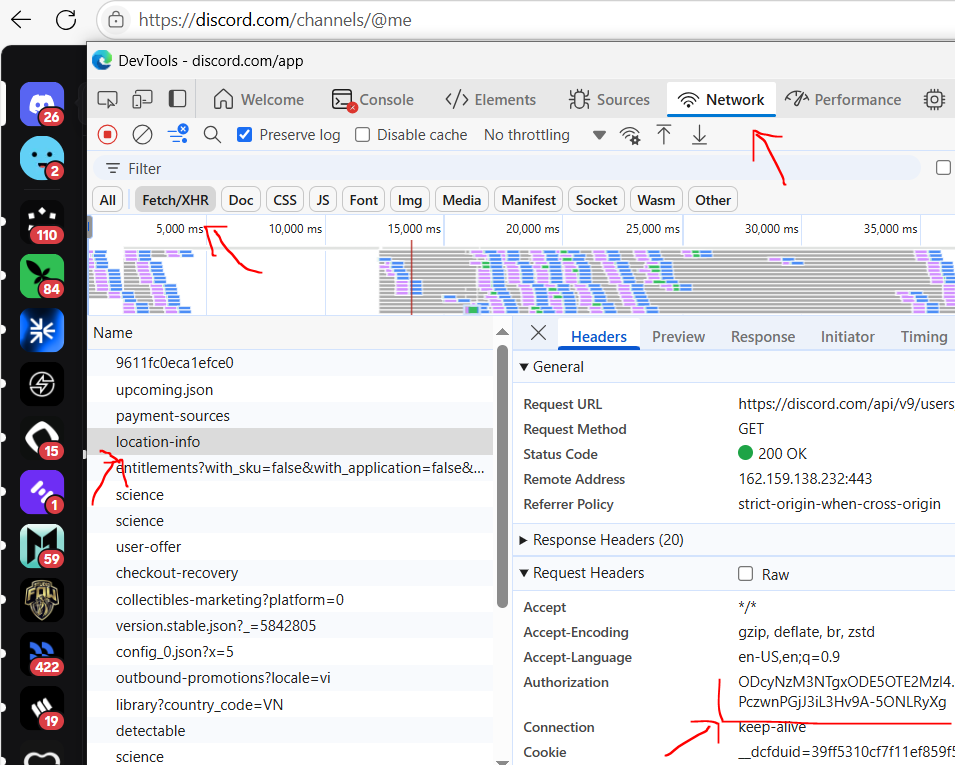 https://discord.com/channels/@me
DevTools - discord.com/app
Welcome Console Elements Sources Network Performance
Preserve log Disable cache No throttling
Filter
All Fetch/XHR Doc CSS JS Font Img Media Manifest Socket Wasm Other
5,000 ms 10,000 ms 15,000 ms 20,000 ms 25,000 ms 30,000 ms 35,000 ms
26
2
110
84
15
1
59
422
19
Name
9611fc0eca1efce0
upcoming.json
payment-sources
location-info
entitlements?with_sku=false&with_application=false&...
science
science
user-offer
checkout-recovery
collectibles-marketing?platform=0
version.stable.json?_=5842805
config_0.json?x=5
outbound-promotions?locale=vi
library?country_code=VN
detectable
science
Headers Preview Response Initiator Timing
General
Request URL https://discord.com/api/v9/users
Request Method GET
Status Code 200 OK
Remote Address 162.159.138.232:443
Referrer Policy strict-origin-when-cross-origin
Response Headers (20)
Request Headers Raw
Accept */*
Accept-Encoding gzip, deflate, br, zstd
Accept-Language en-US,en;q=0.9
Authorization ODcyNzM3NTgxODE5OTE2MzI4.
PczwnPGjJ3iL3Hv9A-5ONLRyXg
Connection keep-alive
Cookie __dcfduid=39ff5310cf7f11ef859f5